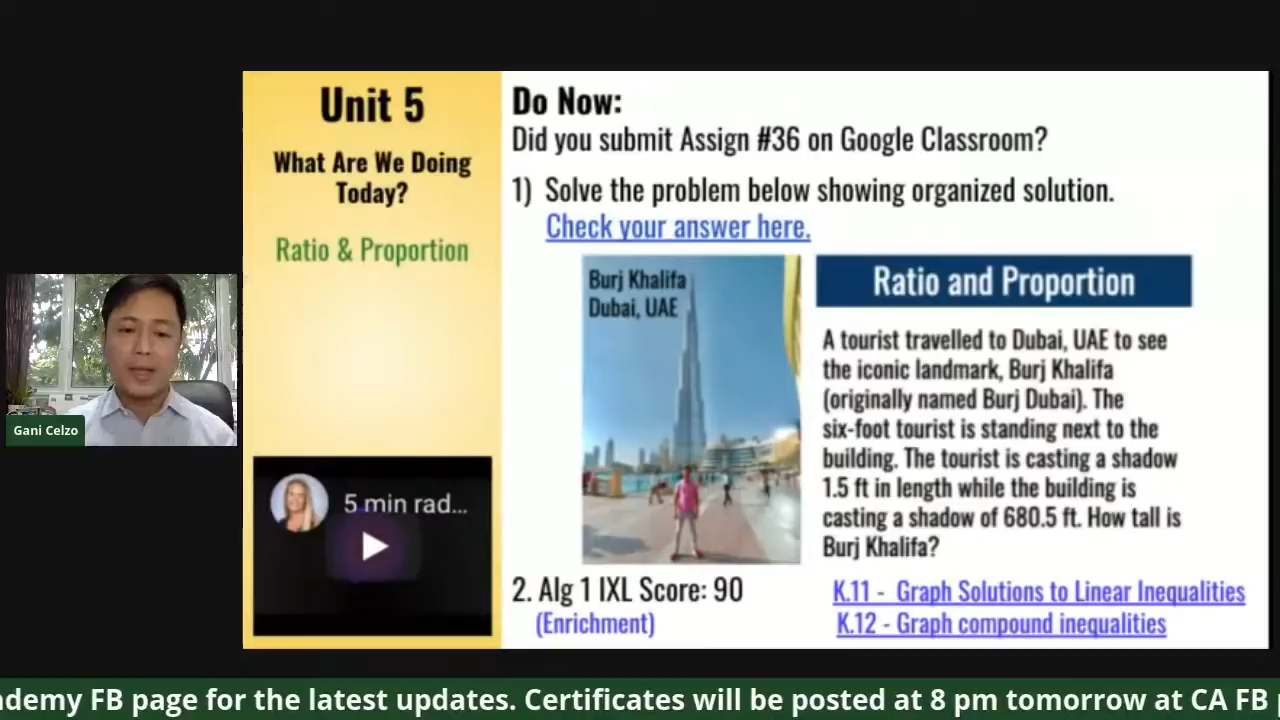 Unit 5
What Are We Doing
Today?
Ratio & Proportion
Gani Celzo
5 min rad...
Do Now:
Did you submit Assign #36 on Google Classroom?
1) Solve the problem below showing organized solution.
Check your answer here.
Burj Khalifa
Dubai, UAE
Ratio and Proportion
A tourist travelled to Dubai, UAE to see
the iconic landmark, Burj Khalifa
(originally named Burj Dubai). The
six-foot tourist is standing next to the
building. The tourist is casting a shadow
1.5 ft in length while the building is
casting a shadow of 680.5 ft. How tall is
Burj Khalifa?
2. Alg 1 IXL Score: 90
(Enrichment)
K.11 - Graph Solutions to Linear Inequalities
K.12 - Graph compound inequalities
ademy FB page for the latest updates. Certificates will be posted at 8 pm tomorrow at CA FB